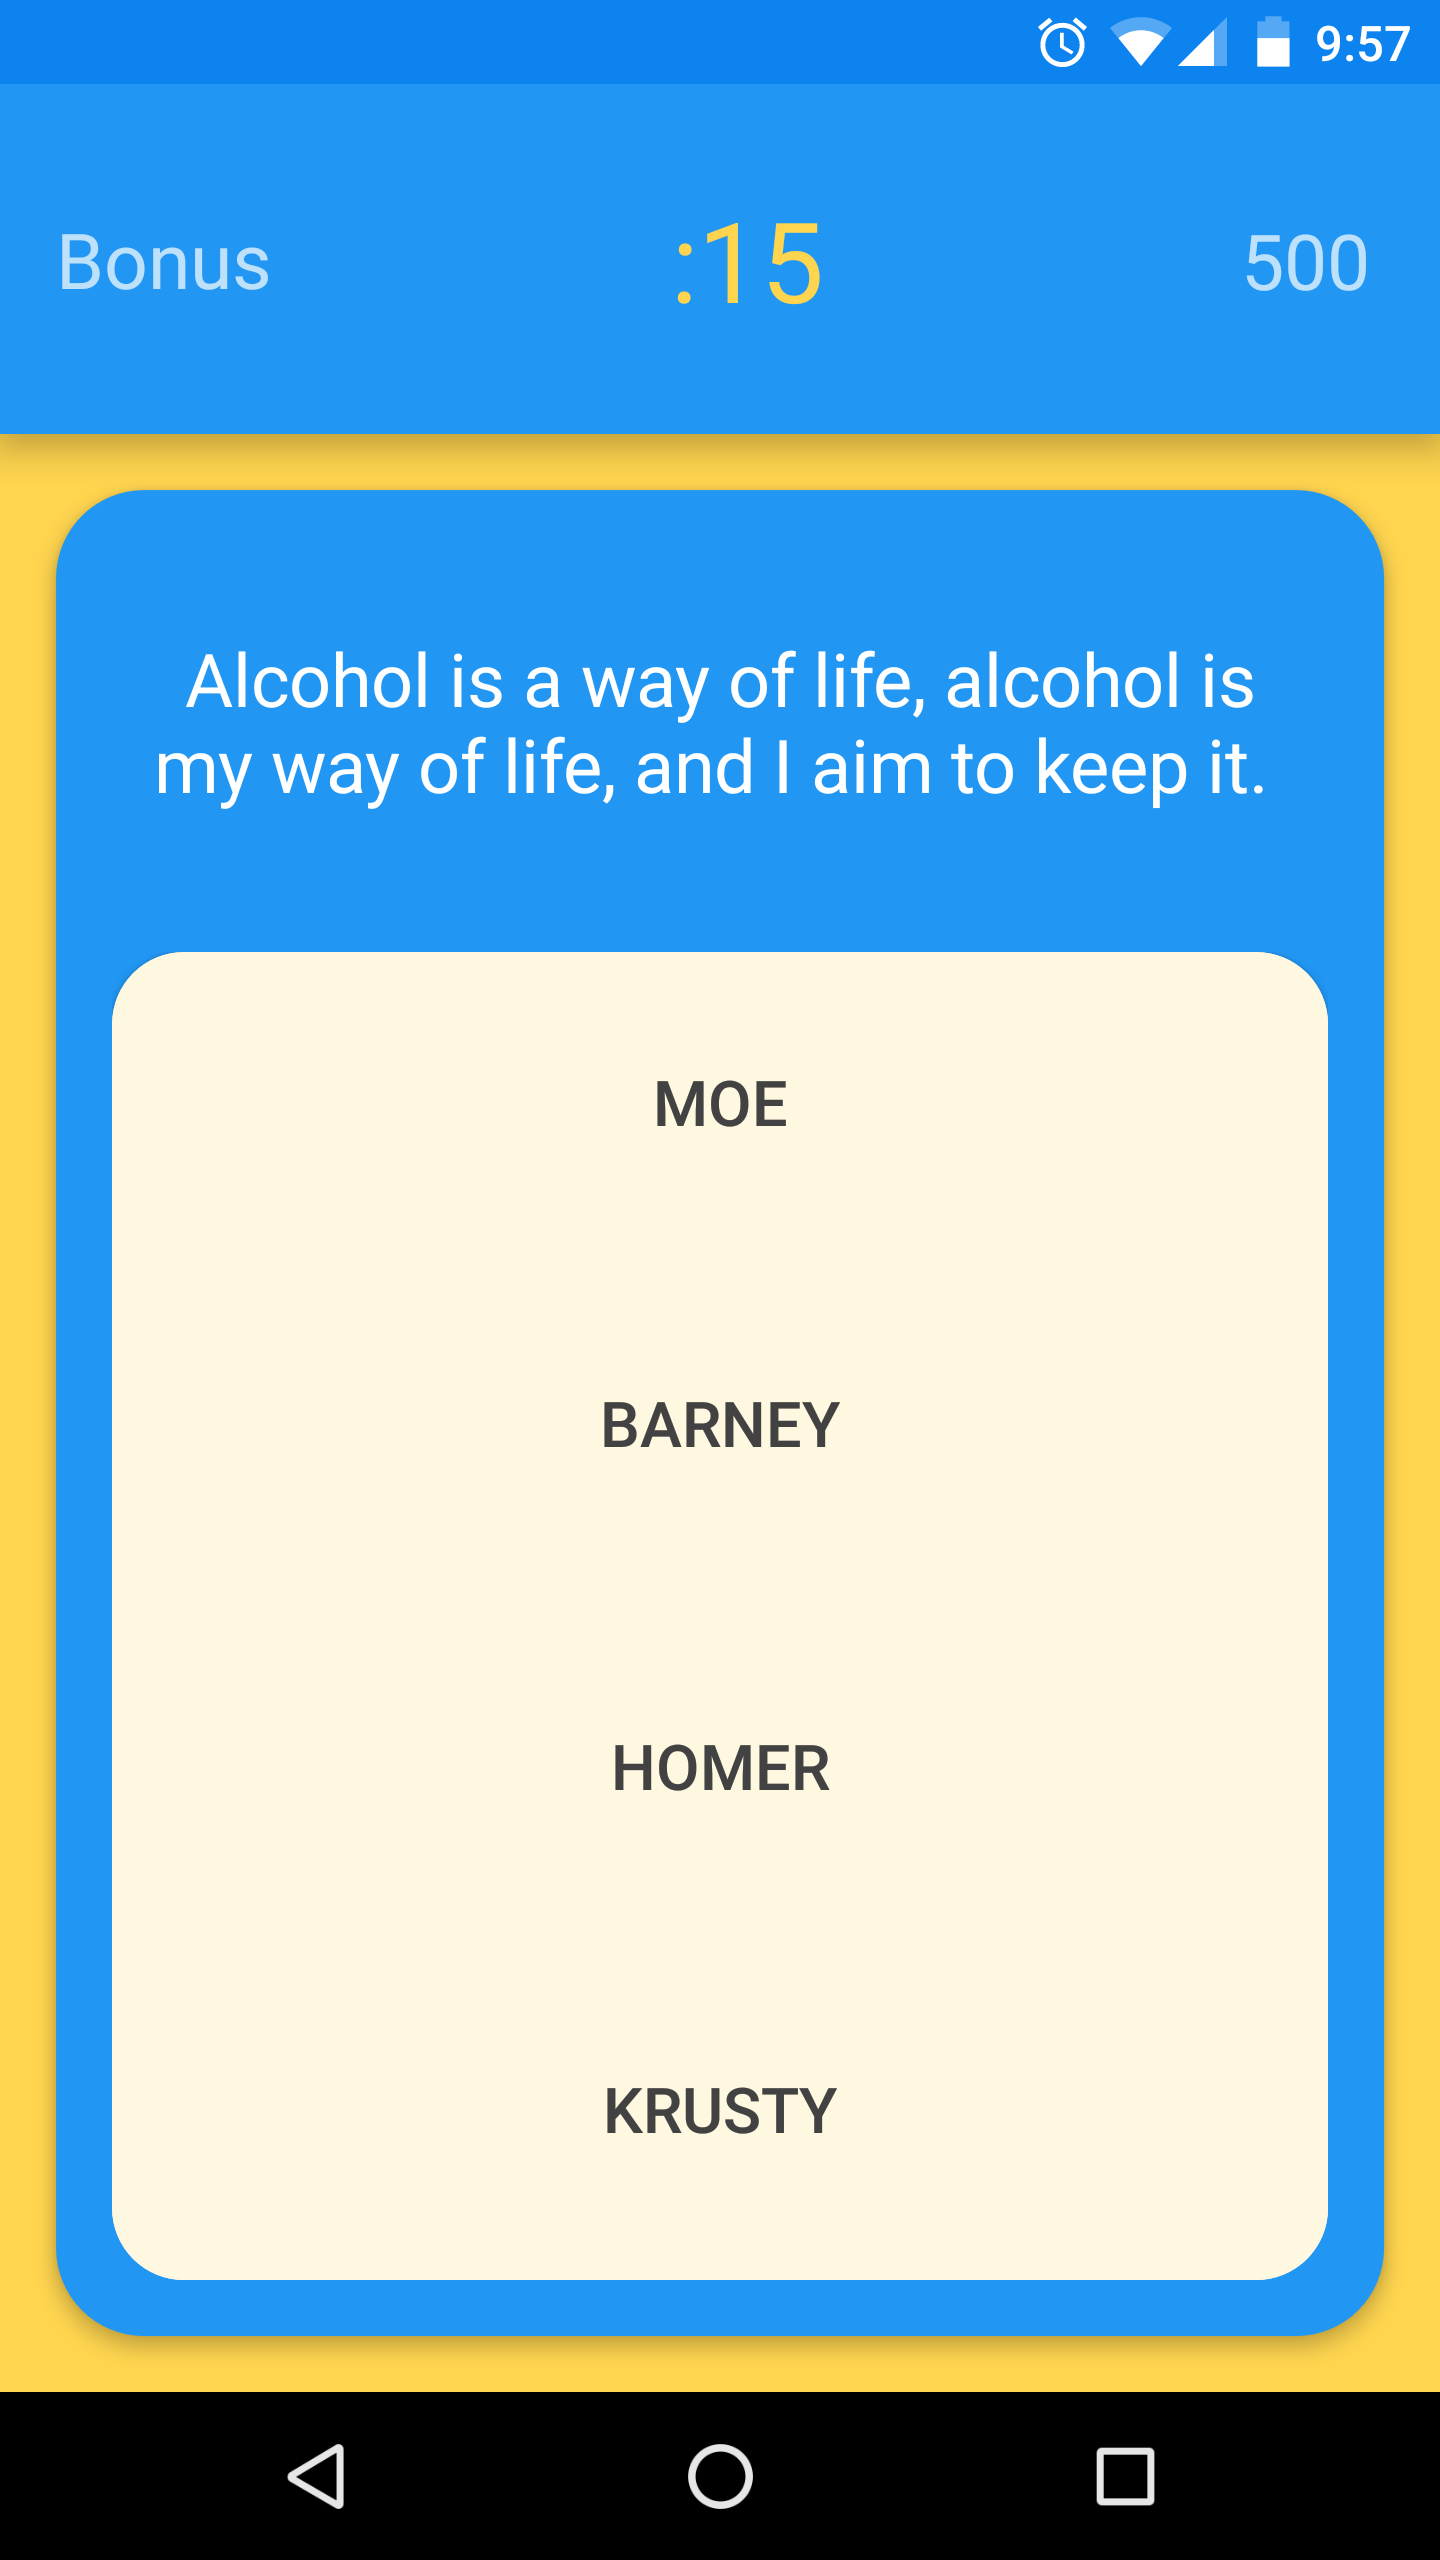 9:57
Bonus :15 500
Alcohol is a way of life, alcohol is
my way of life, and I aim to keep it.
MOE
BARNEY
HOMER
KRUSTY